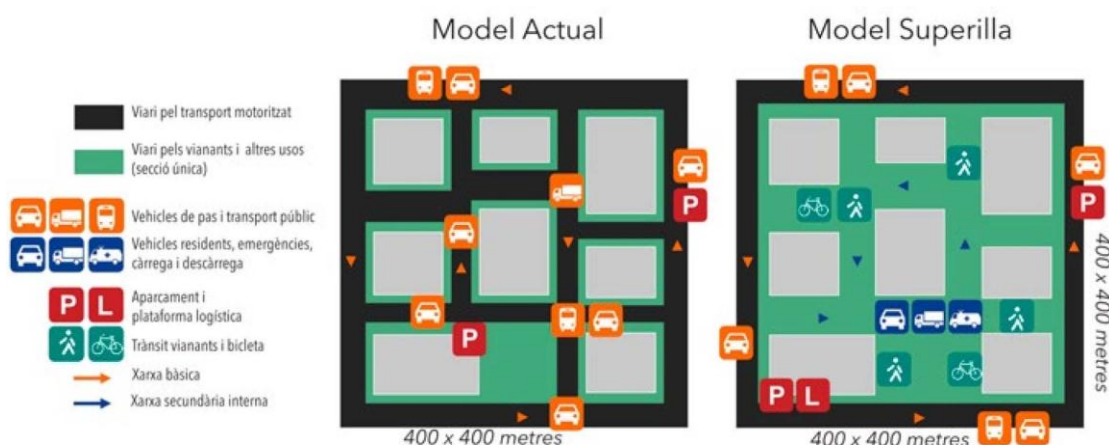 Model Actual
Model Superilla
Viari pel transport motoritzat
Viari pels vianants i altres usos
(secció única)
Vehicles de pas i transport públic
Vehicles residents, emergències,
càrrega i descàrrega
P L
Aparcament i
plataforma logística
Trànsit vianants i bicleta
Xarxa bàsica
Xarxa secundària interna
P
P
400 x 400 metres
P
P L
400 x 400 metres
400 x 400 metres